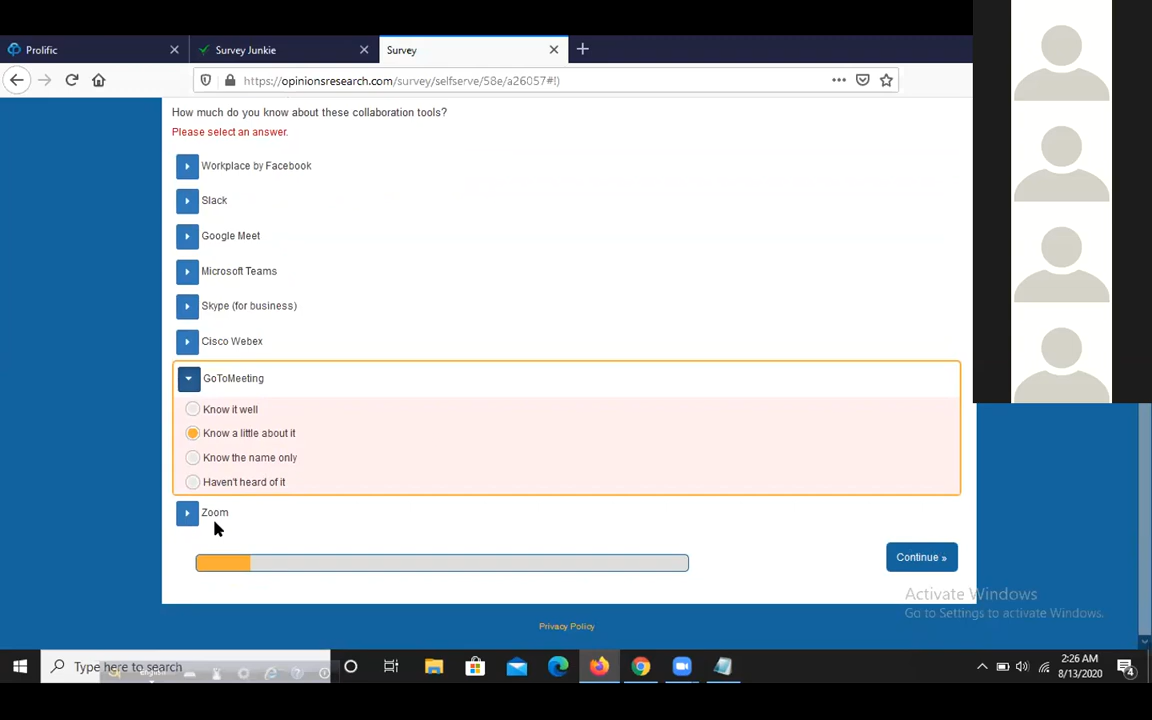 Prolific
Survey Junkie
Survey
https://opinionsresearch.com/survey/selfserve/58e/a26057#!)
How much do you know about these collaboration tools?
Please select an answer.
Workplace by Facebook
Slack
Google Meet
Microsoft Teams
Skype (for business)
Cisco Webex
GoToMeeting
Know it well
Know a little about it
Know the name only
Haven't heard of it
Zoom
Continue »
Activate Windows
Go to Settings to activate Windows.
Privacy Policy
Type here to search
English
2:26 AM
8/13/2020
4